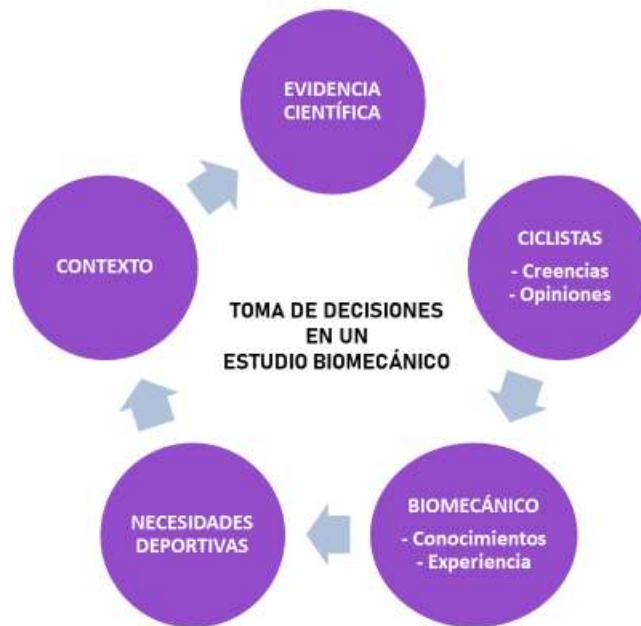 EVIDENCIA
CIENTÍFICA
CICLISTAS
- Creencias
- Opiniones
BIOMECÁNICO
- Conocimientos
- Experiencia
NECESIDADES
DEPORTIVAS
CONTEXTO
TOMA DE DECISIONES
EN UN
ESTUDIO BIOMECÁNICO